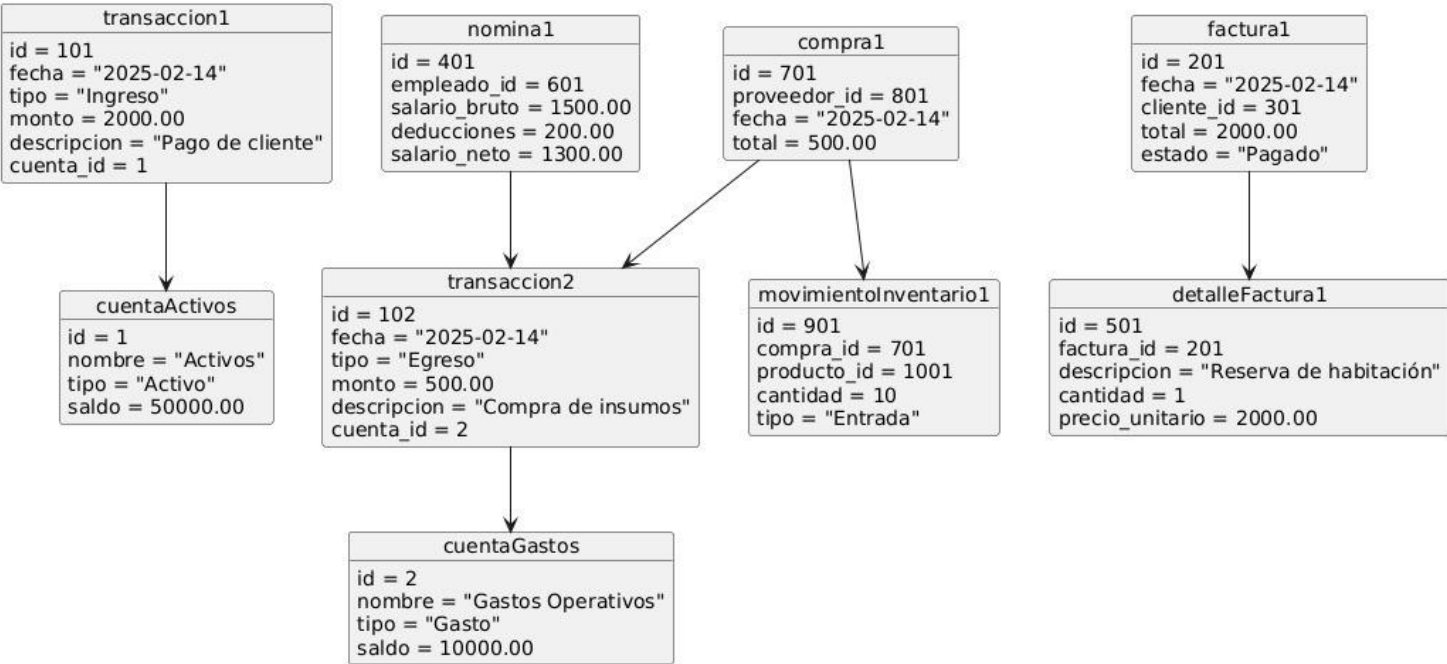 transaccion1
id = 101
fecha = "2025-02-14"
tipo = "Ingreso"
monto = 2000.00
descripcion = "Pago de cliente"
cuenta_id = 1
nomina1
id = 401
empleado_id = 601
salario_bruto = 1500.00
deducciones = 200.00
salario_neto = 1300.00
compra1
id = 701
proveedor_id = 801
fecha = "2025-02-14"
total = 500.00
factura1
id = 201
fecha = "2025-02-14"
cliente_id = 301
total = 2000.00
estado = "Pagado"
cuentaActivos
id = 1
nombre = "Activos"
tipo = "Activo"
saldo = 50000.00
transaccion2
id = 102
fecha = "2025-02-14"
tipo = "Egreso"
monto = 500.00
descripcion = "Compra de insumos"
cuenta_id = 2
movimientoInventario1
id = 901
compra_id = 701
producto_id = 1001
cantidad = 10
tipo = "Entrada"
detalleFactura1
id = 501
factura_id = 201
descripcion = "Reserva de habitación"
cantidad = 1
precio_unitario = 2000.00
cuentaGastos
id = 2
nombre = "Gastos Operativos"
tipo = "Gasto"
saldo = 10000.00